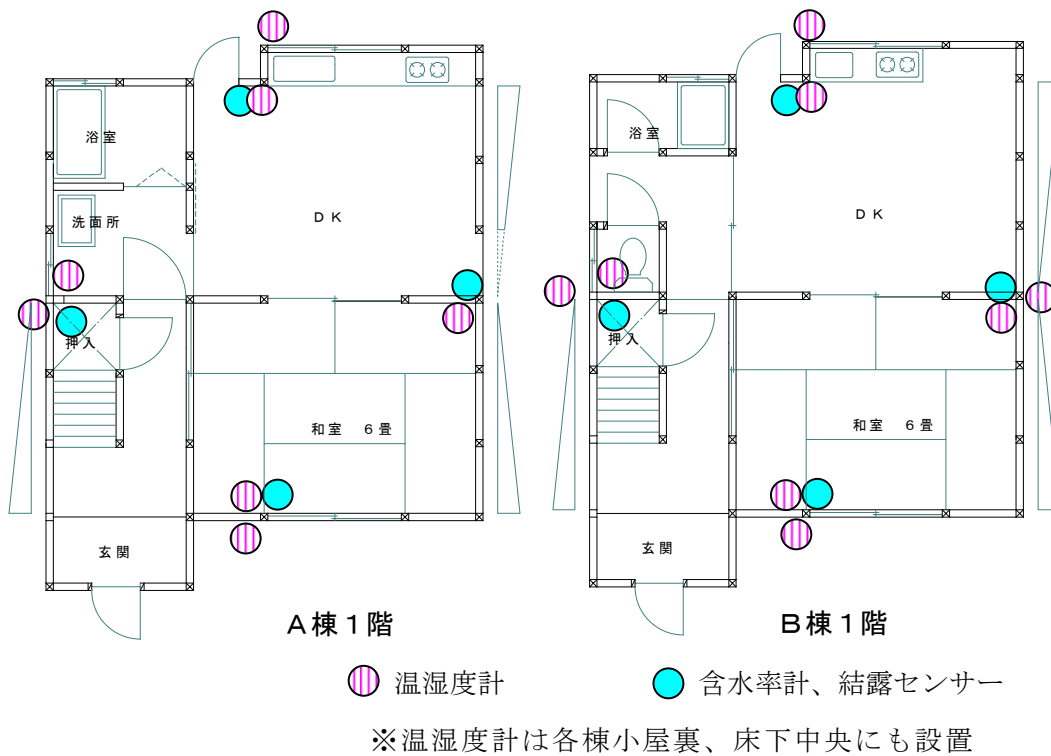 浴室
洗面所
DK
押入
和室 6畳
玄関
A棟1階
浴室
DK
押入
和室 6畳
玄関
B棟1階
温湿度計
含水率計、結露センサー
※温湿度計は各棟小屋裏、床下中央にも設置